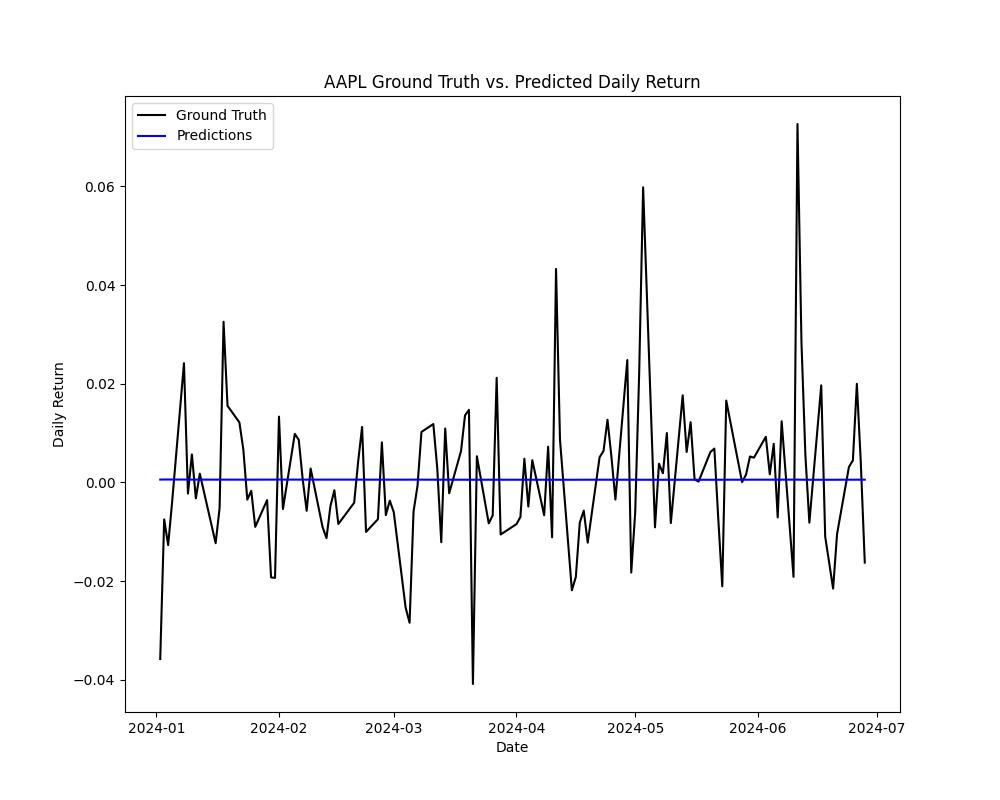 AAPL Ground Truth vs. Predicted Daily Return
Ground Truth
Predictions
0.06
0.04
0.02
0.00
−0.02
−0.04
Daily Return
2024-01 2024-02 2024-03 2024-04 2024-05 2024-06 2024-07
Date